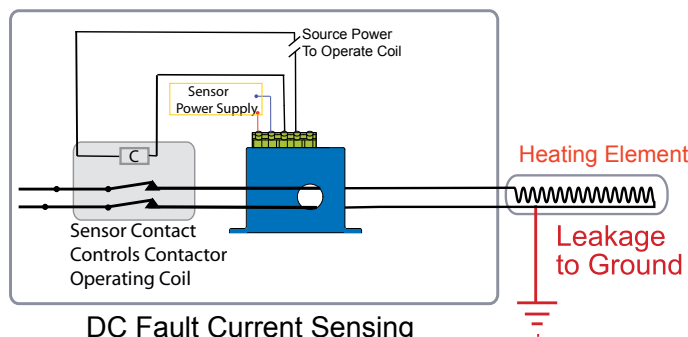 Source Power
To Operate Coil
Sensor
Power Supply
C
Heating Element
Leakage
to Ground
Sensor Contact
Controls Contactor
Operating Coil
DC Fault Current Sensing